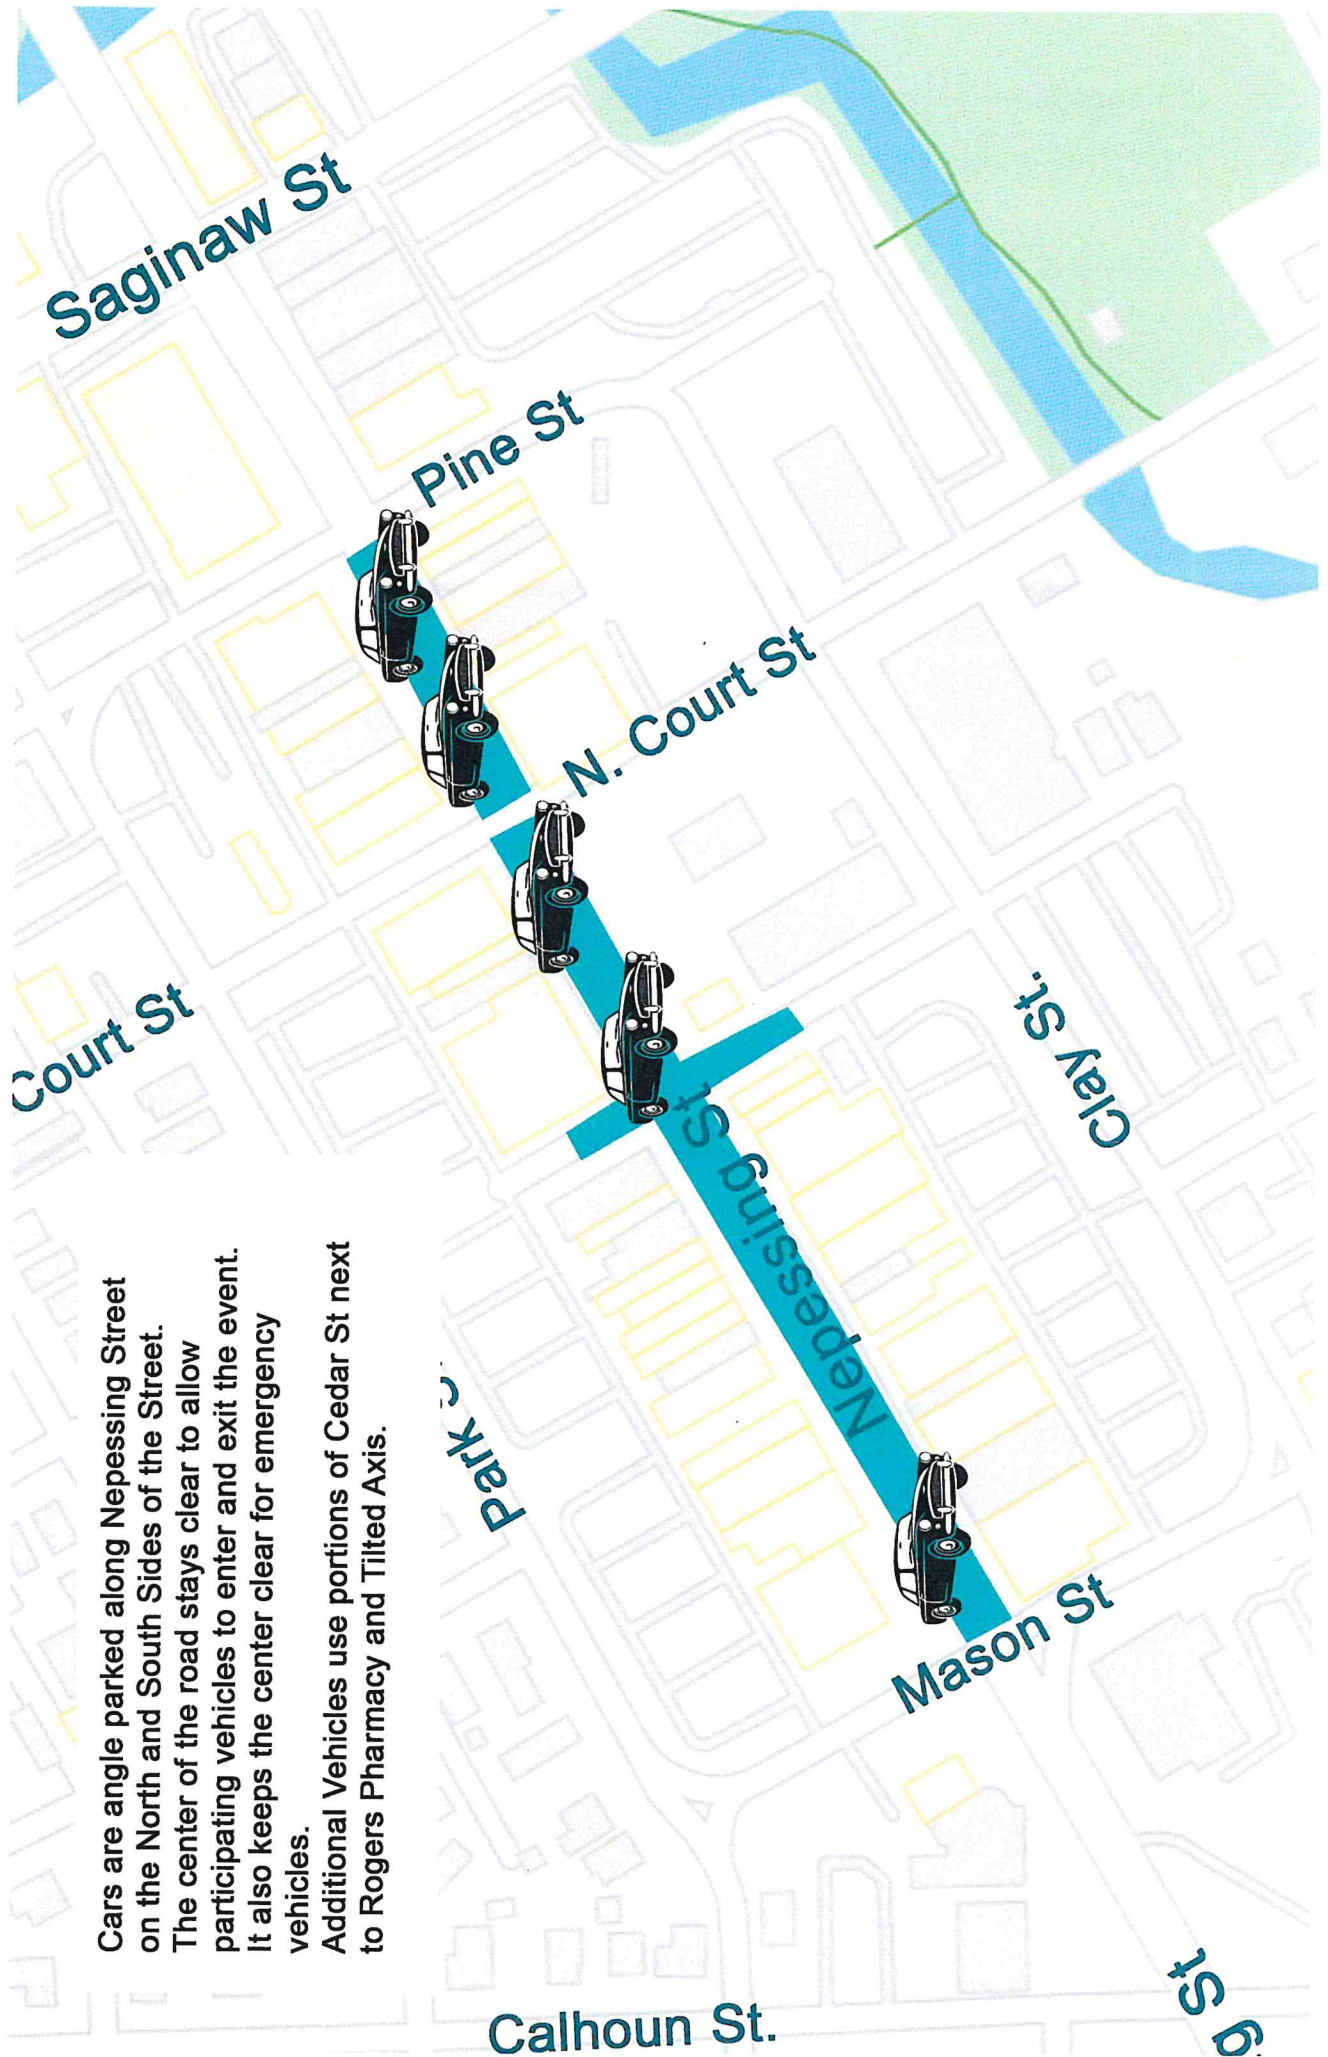 Saginaw St
Pine St
N. Court St
Court St
Clay St.
Nepessing St
Park
Mason St
Calhoun St.
g St
Cars are angle parked along Nepessing Street
on the North and South Sides of the Street.
The center of the road stays clear to allow
participating vehicles to enter and exit the event.
It also keeps the center clear for emergency
vehicles.
Additional Vehicles use portions of Cedar St next
to Rogers Pharmacy and Tilted Axis.